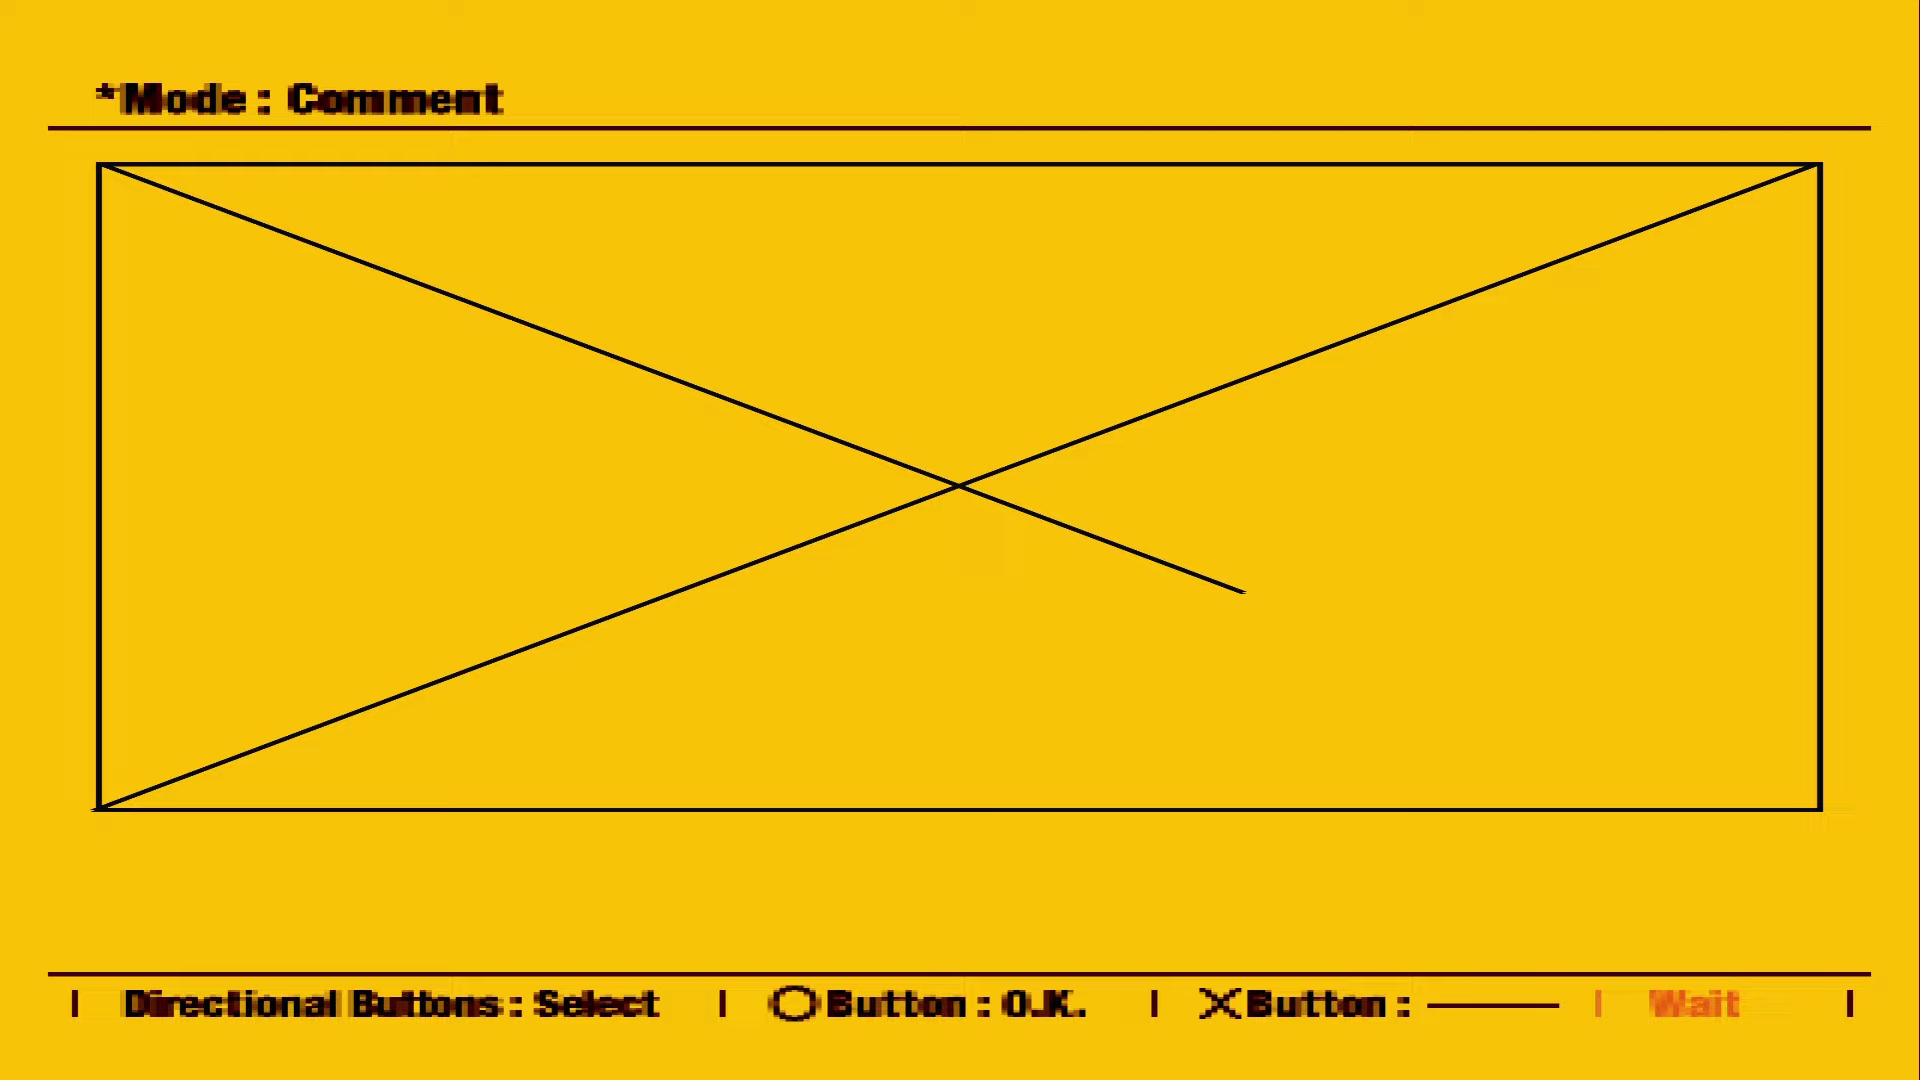 *Mode : Comment
Directional Buttons : Select | ○Button : O.K. | ×Button : ——— | Wait |